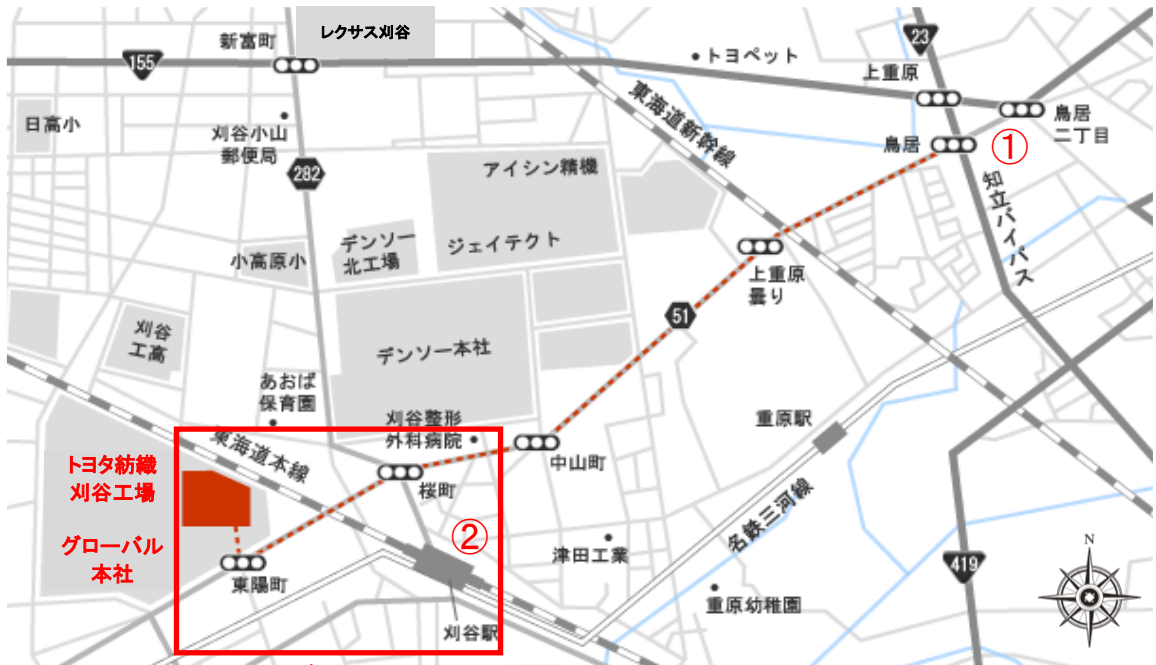 レクサス刈谷
新富町
155
トヨペット
23
上重原
鳥居
二丁目
鳥居
①
日高小
刈谷小山
郵便局
東海道新幹線
282
アイシン精機
知立バイパス
デンソー
北工場
ジェイテクト
小高原小
上重原
曇り
51
刈谷
工高
デンソー本社
あおば
保育園
刈谷整形
外科病院
重原駅
東海道本線
中山町
トヨタ紡織
刈谷工場
桜町
名鉄三河線
②
グローバル
本社
津田工業
419
N
東陽町
重原幼稚園
刈谷駅